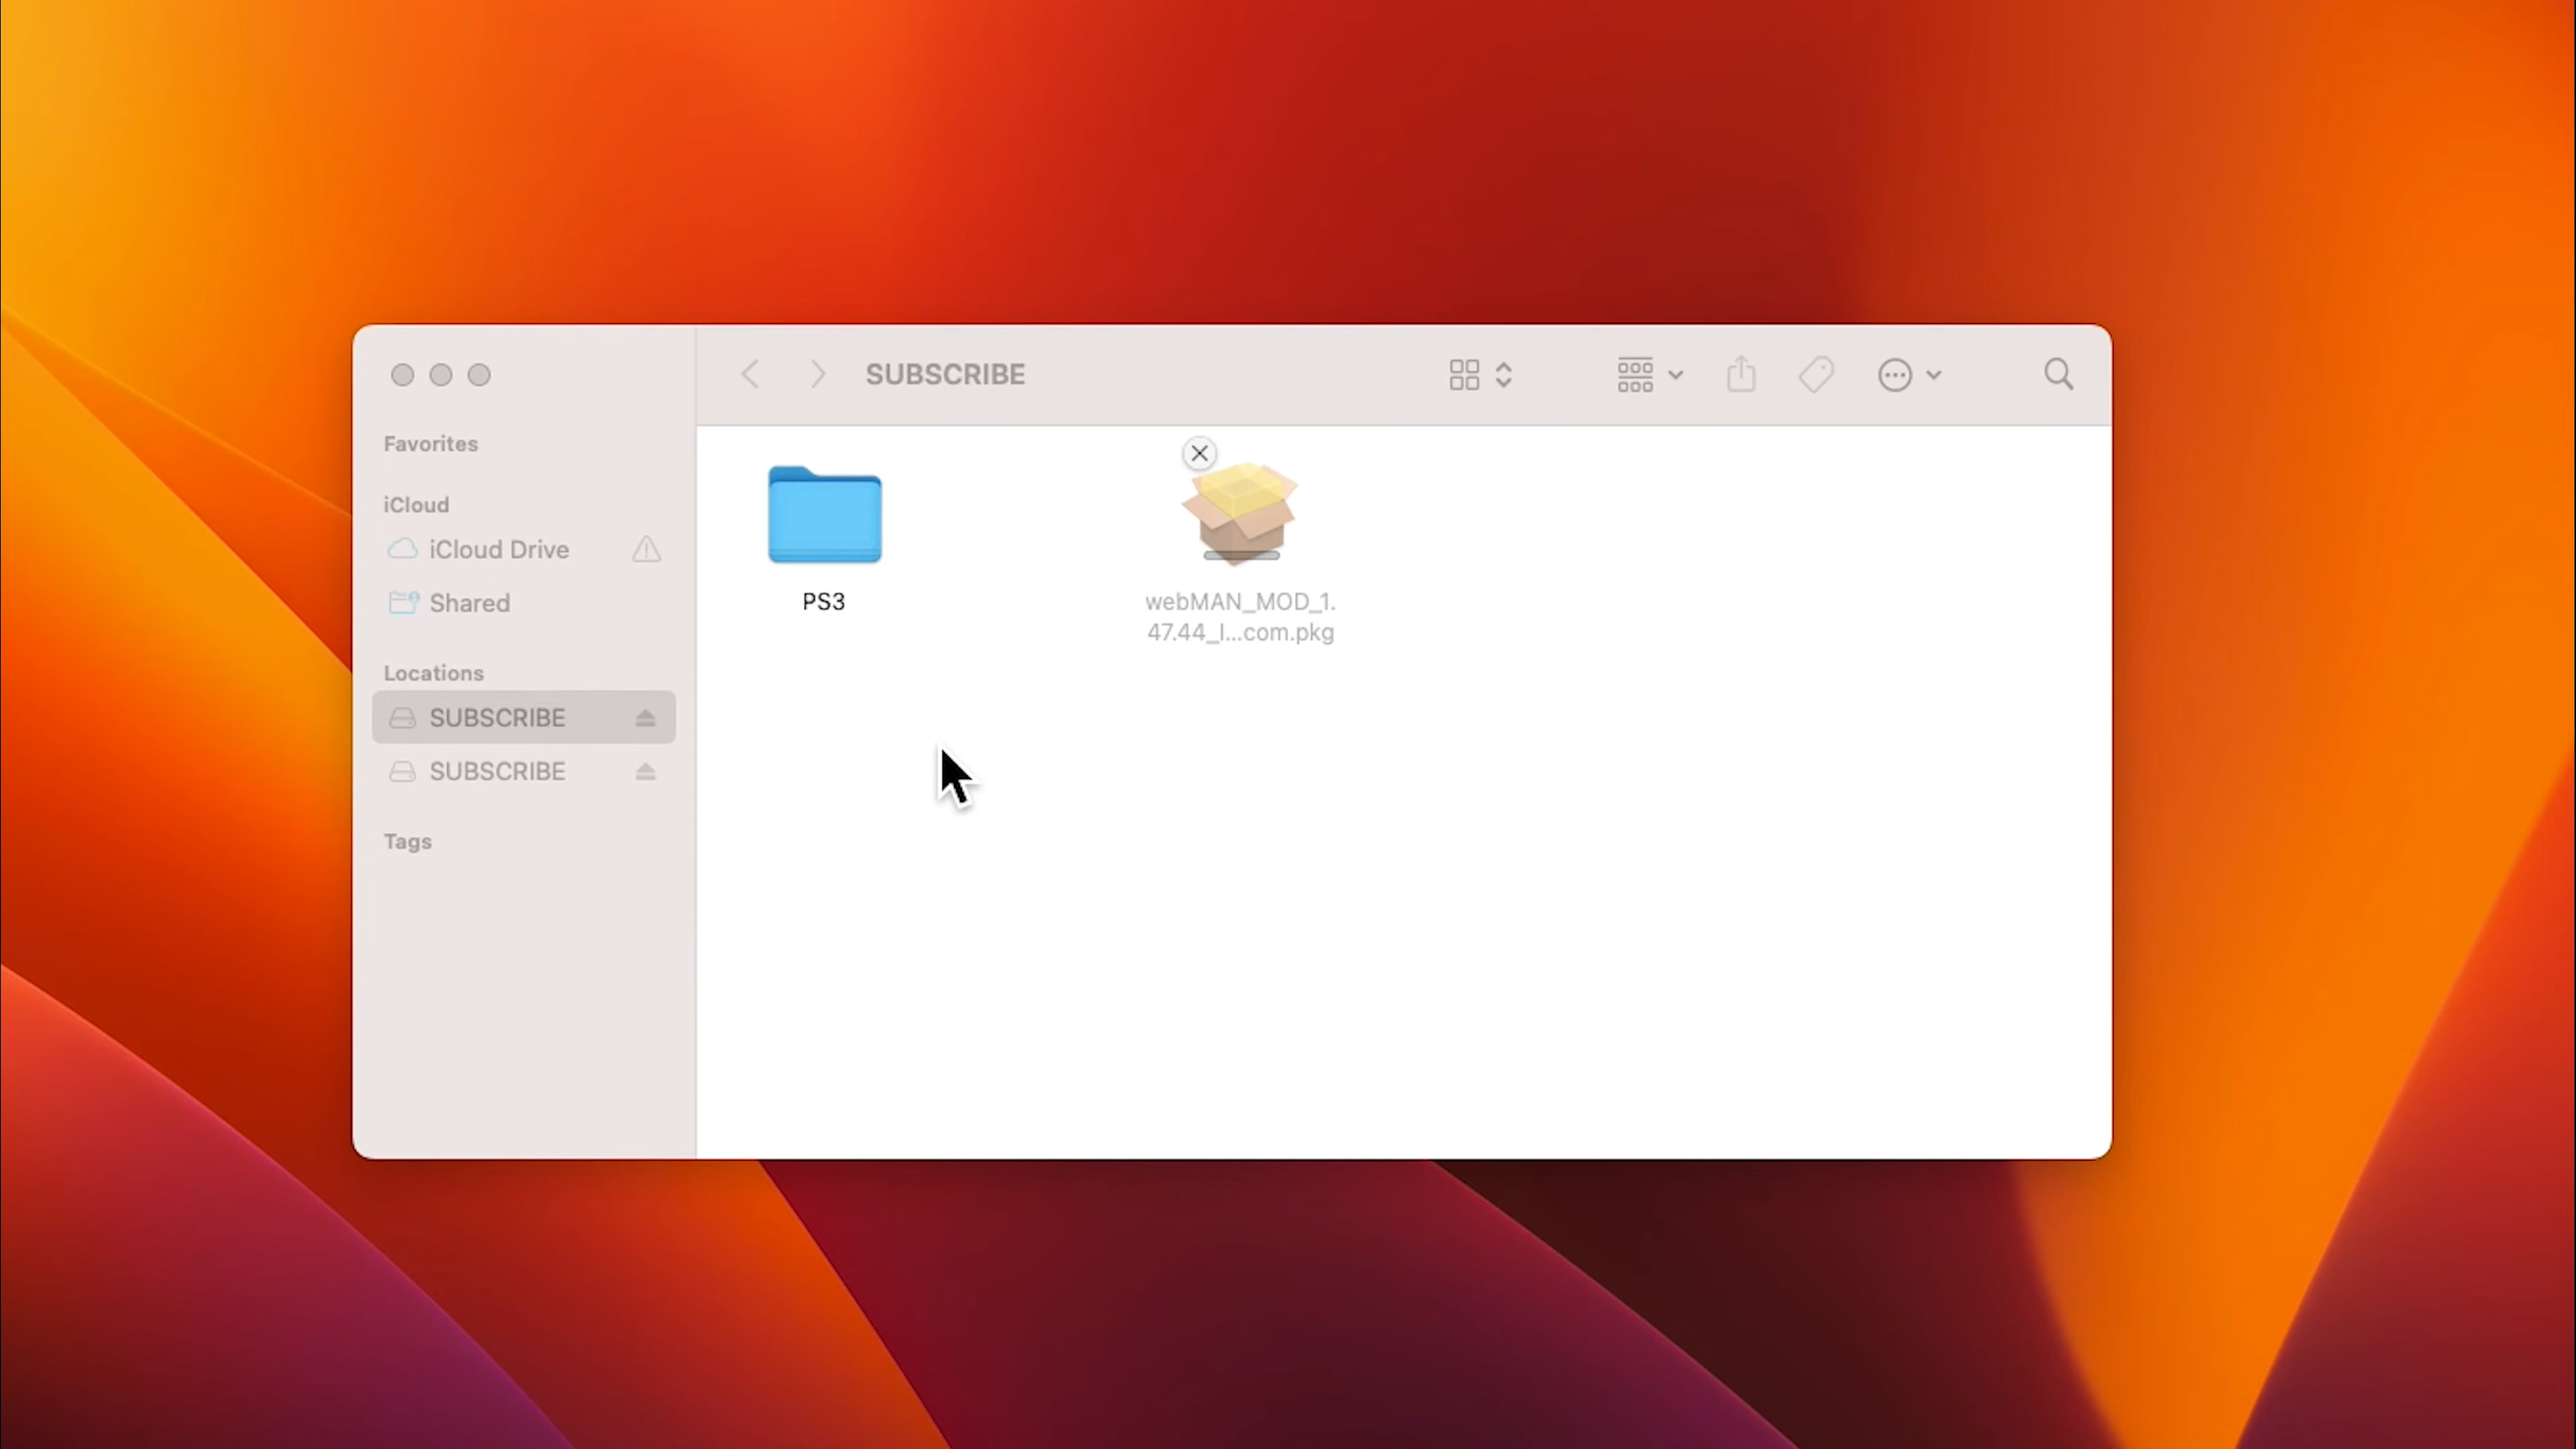 SUBSCRIBE
Favorites
iCloud
iCloud Drive
Shared
Locations
SUBSCRIBE
SUBSCRIBE
Tags
PS3
webMAN_MOD_1.
47.44_I...com.pkg